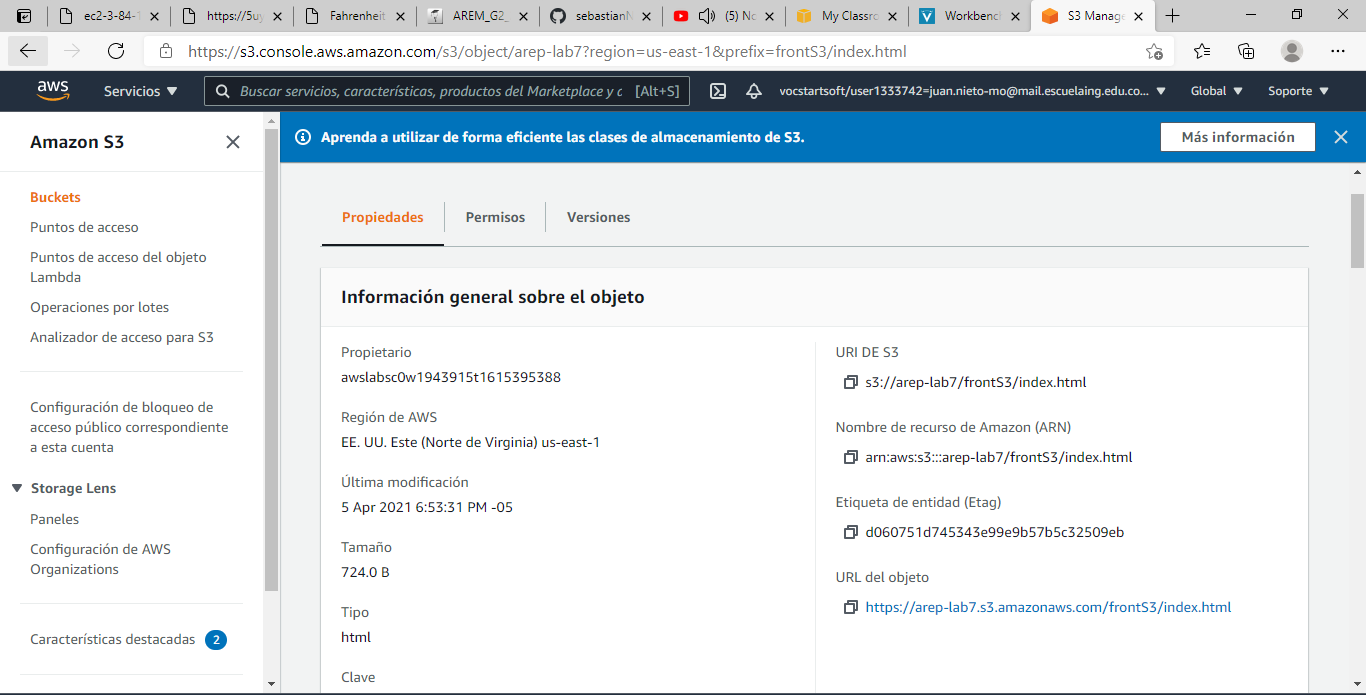 ec2-3-84-1
https://5uy
Fahrenheit
AREM_G2_
sebastianN
(5) No
My Classro
Workbench
S3 Manage
https://s3.console.aws.amazon.com/s3/object/arep-lab7?region=us-east-1&prefix=frontS3/index.html
aws
Servicios
Buscar servicios, características, productos del Marketplace y c [Alt+S]
vocstartsoft/user1333742=juan.nieto-mo@mail.escuelaing.edu.co...
Global
Soporte
Amazon S3
Buckets
Puntos de acceso
Puntos de acceso del objeto
Lambda
Operaciones por lotes
Analizador de acceso para S3
Configuración de bloqueo de
acceso público correspondiente
a esta cuenta
Storage Lens
Paneles
Configuración de AWS
Organizations
Características destacadas 2
Aprenda a utilizar de forma eficiente las clases de almacenamiento de S3.
Más información
Propiedades
Permisos
Versiones
Información general sobre el objeto
Propietario
awslabsc0w1943915t1615395388
Región de AWS
EE. UU. Este (Norte de Virginia) us-east-1
Última modificación
5 Apr 2021 6:53:31 PM -05
Tamaño
724.0 B
Tipo
html
Clave
URI DE S3
s3://arep-lab7/frontS3/index.html
Nombre de recurso de Amazon (ARN)
arn:aws:s3:::arep-lab7/frontS3/index.html
Etiqueta de entidad (Etag)
d060751d745343e99e9b57b5c32509eb
URL del objeto
https://arep-lab7.s3.amazonaws.com/frontS3/index.html